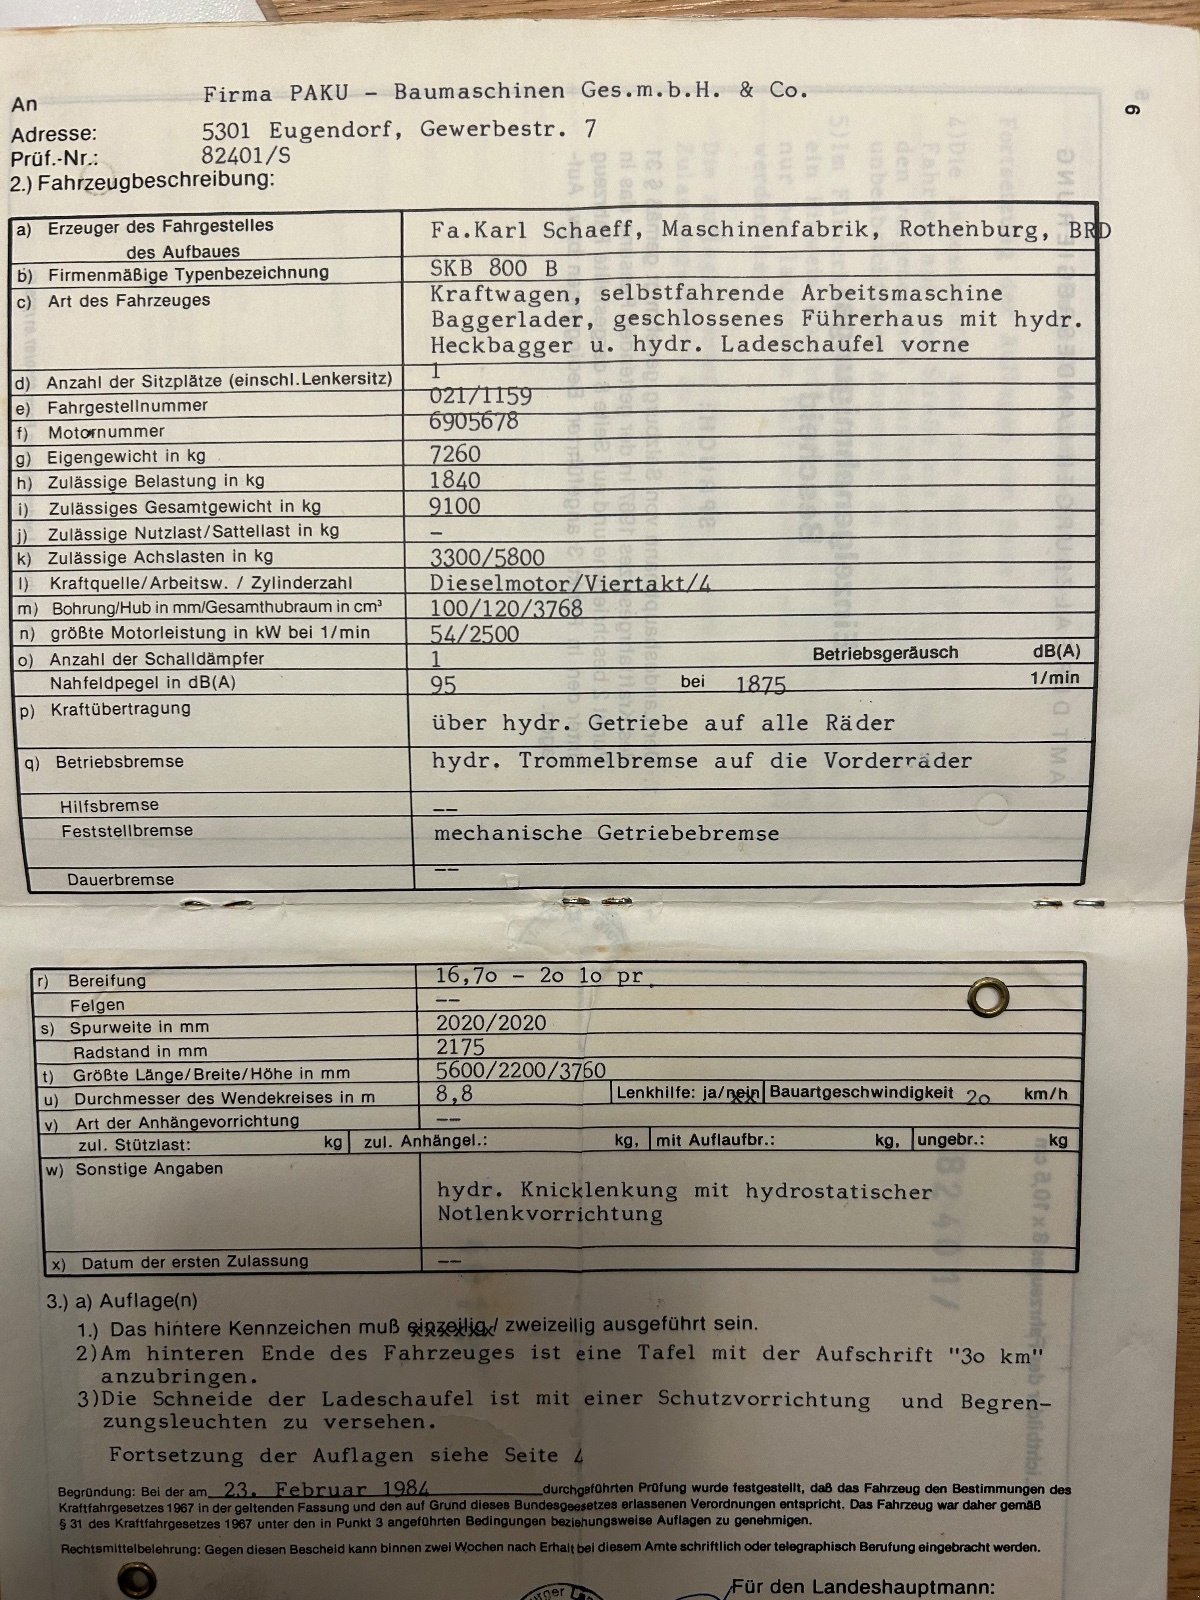 An Firma PAKU – Baumaschinen Ges.m.b.H. & Co.
6
Adresse: 5301 Eugendorf, Gewerbestr. 7
Prüf.-Nr.: 82401/S
2.) Fahrzeugbeschreibung:
a) Erzeuger des Fahrgestelles
des Aufbaues Fa.Karl Schaeff, Maschinenfabrik, Rothenburg, BRD
b) Firmenmäßige Typenbezeichnung SKB 800 B
c) Art des Fahrzeuges Kraftwagen, selbstfahrende Arbeitsmaschine
Baggerlader, geschlossenes Führerhaus mit hydr.
Heckbagger u. hydr. Ladeschaufel vorne
d) Anzahl der Sitzplätze (einschl.Lenkersitz) 1
e) Fahrgestellnummer 021/1159
f) Motornummer 6905678
g) Eigengewicht in kg 7260
h) Zulässige Belastung in kg 1840
i) Zulässiges Gesamtgewicht in kg 9100
j) Zulässige Nutzlast/Sattellast in kg –
k) Zulässige Achslasten in kg 3300/5800
l) Kraftquelle/Arbeitsw. / Zylinderzahl Dieselmotor/Viertakt/4
m) Bohrung/Hub in mm/Gesamthubraum in cm³ 100/120/3768
n) größte Motorleistung in kW bei 1/min 54/2500
o) Anzahl der Schalldämpfer 1 Betriebsgeräusch dB(A)
Nahfeldpegel in dB(A) 95 bei 1875 1/min
p) Kraftübertragung über hydr. Getriebe auf alle Räder
q) Betriebsbremse hydr. Trommelbremse auf die Vorderräder
Hilfsbremse --
Feststellbremse mechanische Getriebebremse
Dauerbremse --
r) Bereifung 16,7o – 2o 1o pr.
Felgen --
s) Spurweite in mm 2020/2020
Radstand in mm 2175
t) Größte Länge/Breite/Höhe in mm 5600/2200/3760
u) Durchmesser des Wendekreises in m 8,8 Lenkhilfe: ja/nein Bauartgeschwindigkeit 2o km/h
v) Art der Anhängevorrichtung --
zul. Stützlast: kg zul. Anhängel.: kg, mit Auflaufbr.: kg, ungebr.: kg
w) Sonstige Angaben hydr. Knicklenkung mit hydrostatischer
Notlenkvorrichtung
x) Datum der ersten Zulassung --
3.) a) Auflage(n)
1.) Das hintere Kennzeichen muß einzeilig/ zweizeilig ausgeführt sein.
2)Am hinteren Ende des Fahrzeuges ist eine Tafel mit der Aufschrift "3o km"
anzubringen.
3)Die Schneide der Ladeschaufel ist mit einer Schutzvorrichtung und Begren-
zungsleuchten zu versehen.
Fortsetzung der Auflagen siehe Seite 4
Begründung: Bei der am 23. Februar 1984 durchgeführten Prüfung wurde festgestellt, daß das Fahrzeug den Bestimmungen des
Kraftfahrgesetzes 1967 in der geltenden Fassung und den auf Grund dieses Bundesgesetzes erlassenen Verordnungen entspricht. Das Fahrzeug war daher gemäß
§ 31 des Kraftfahrgesetzes 1967 unter den in Punkt 3 angeführten Bedingungen beziehungsweise Auflagen zu genehmigen.
Rechtsmittelbelehrung: Gegen diesen Bescheid kann binnen zwei Wochen nach Erhalt bei diesem Amte schriftlich oder telegraphisch Berufung eingebracht werden.
Für den Landeshauptmann: